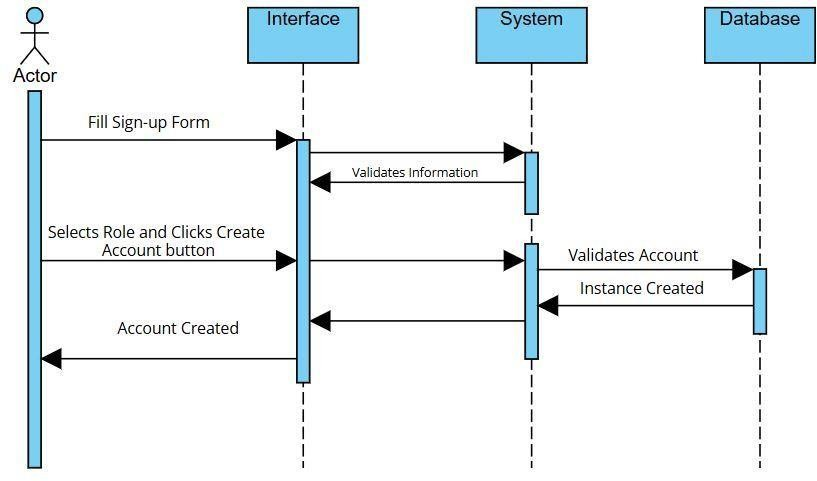 Interface
System
Database
Actor
Fill Sign-up Form
Validates Information
Selects Role and Clicks Create
Account button
Validates Account
Instance Created
Account Created